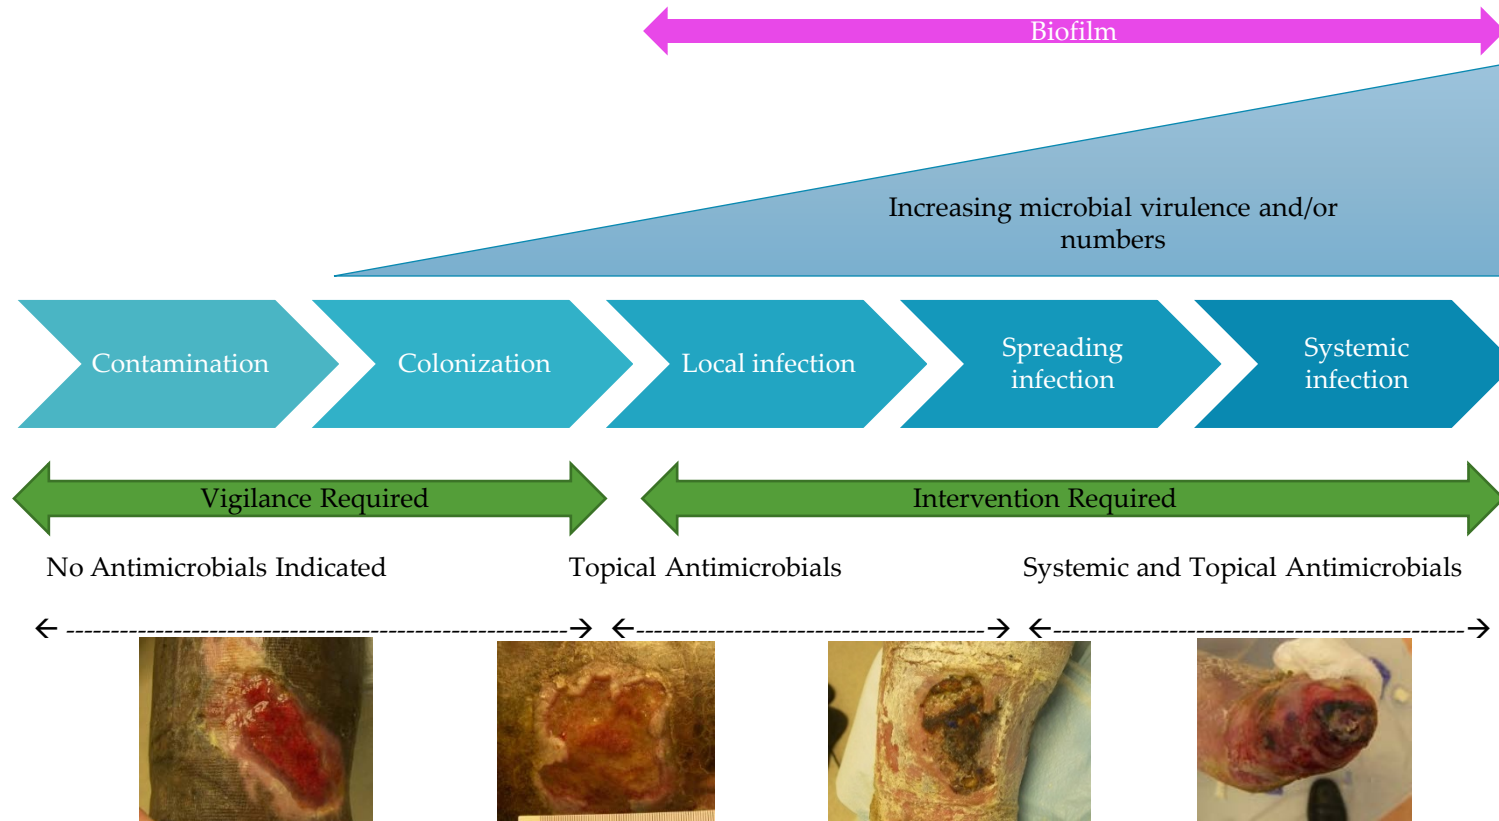 Biofilm
Increasing microbial virulence and/or
numbers
Contamination
Colonization
Local infection
Spreading
infection
Systemic
infection
Vigilance Required
Intervention Required
No Antimicrobials Indicated
Topical Antimicrobials
Systemic and Topical Antimicrobials